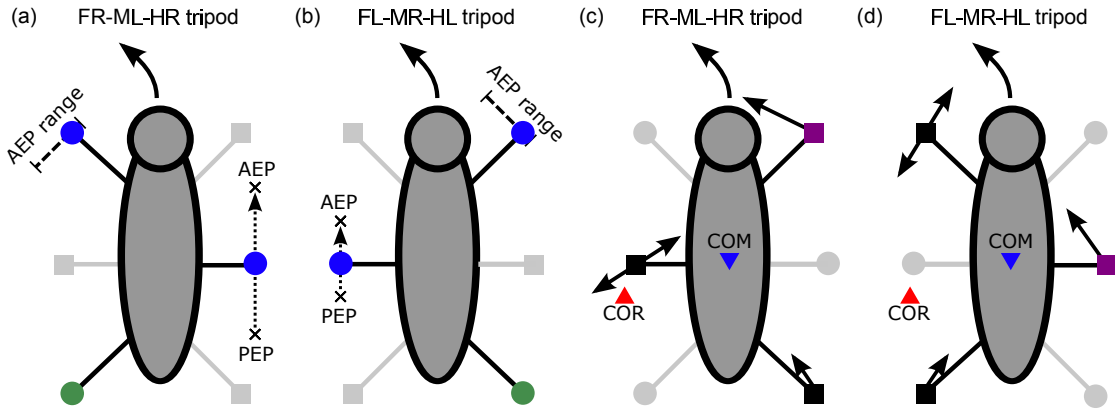 (a)
FR-ML-HR tripod
AEP range
AEP
PEP
(b)
FL-MR-HL tripod
AEP range
AEP
PEP
(c)
FR-ML-HR tripod
COM
COR
(d)
FL-MR-HL tripod
COM
COR